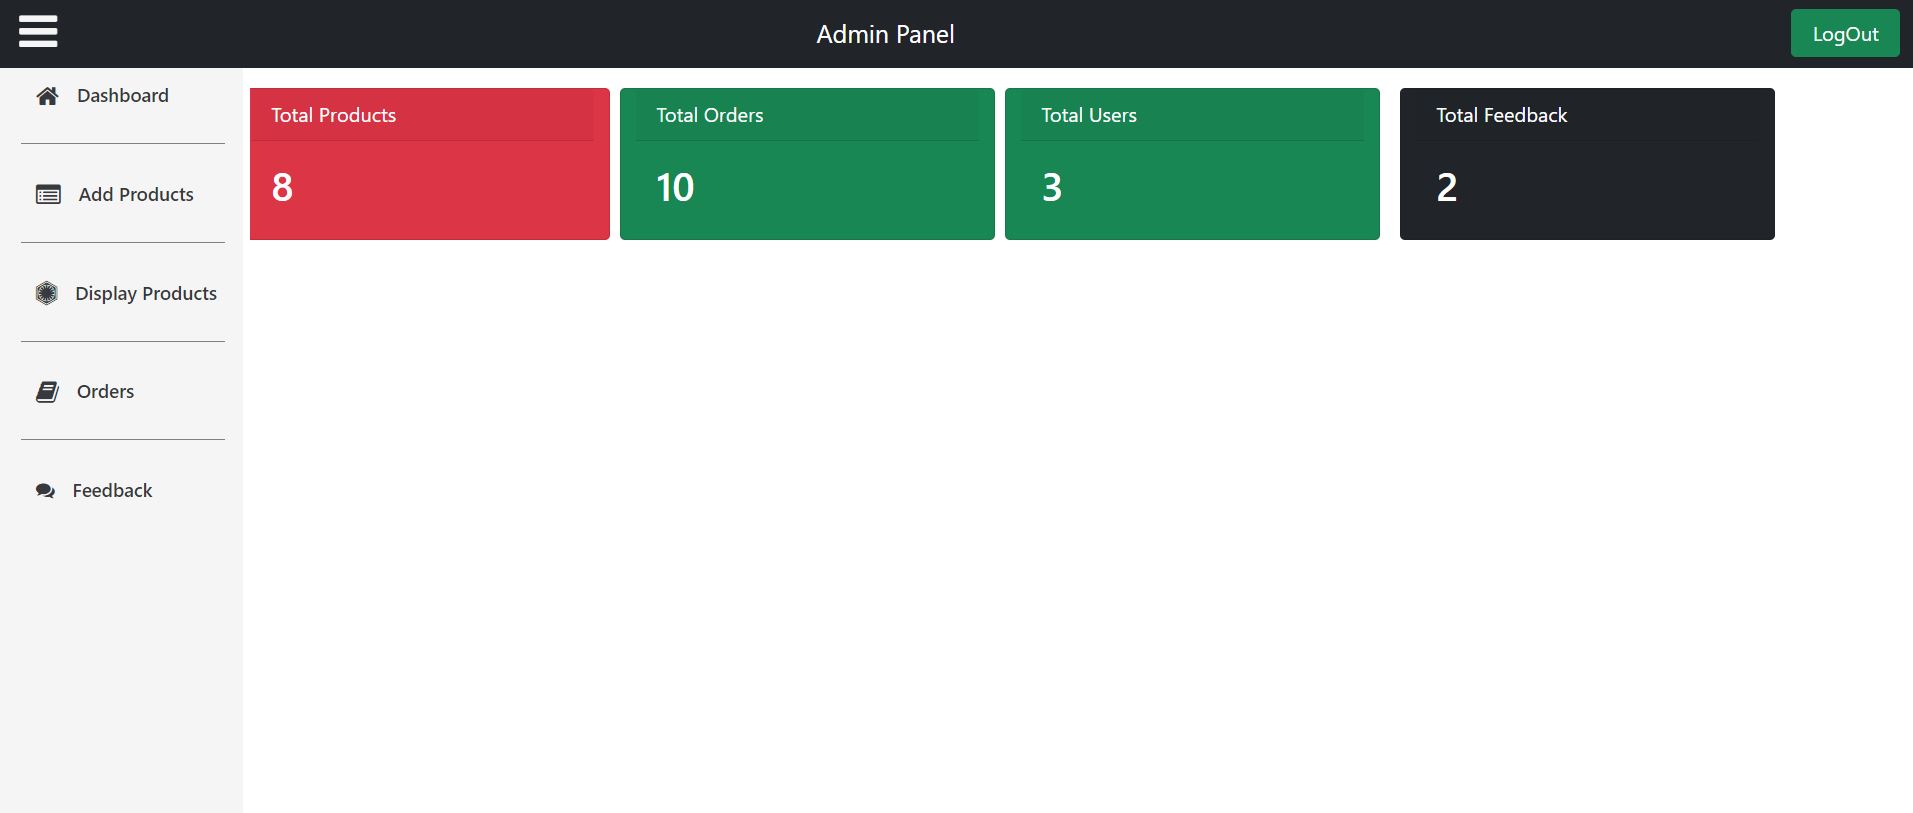 Admin Panel
LogOut
Dashboard
Add Products
Display Products
Orders
Feedback
Total Products
8
Total Orders
10
Total Users
3
Total Feedback
2